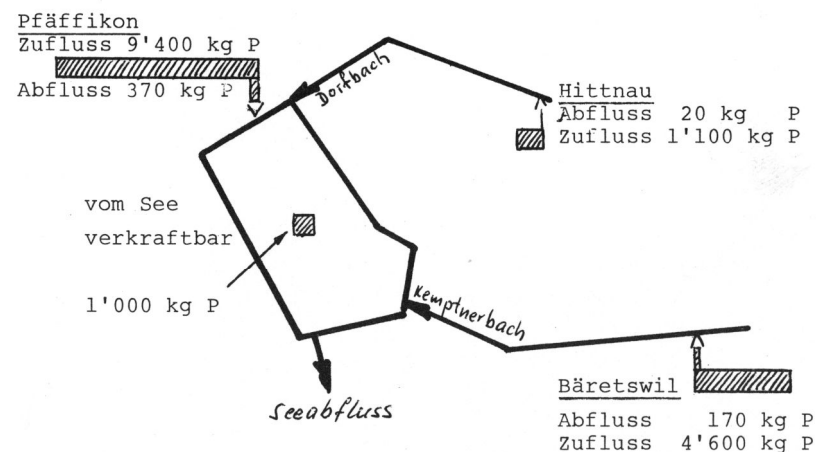 Pfäffikon
Zufluss 9'400 kg P
Abfluss 370 kg P
Dorfbach
Hittnau
Abfluss 20 kg P
Zufluss 1'100 kg P
vom See
verkraftbar
1'000 kg P
Kemptnerbach
Seeabfluss
Bäretswil
Abfluss 170 kg P
Zufluss 4'600 kg P